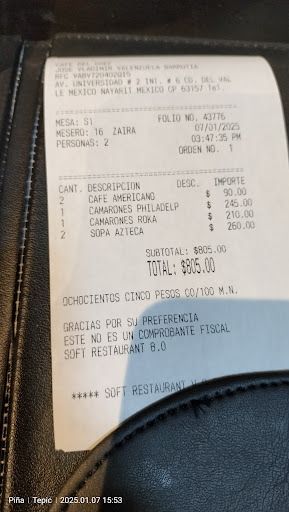 CAFE DEL CHEF
JOSE VLADIMIR VALENZUELA BARROTIA
RFC VABV720402QU5
AV. UNIVERSIDAD # 2 INT. # 6 CO. DEL VAL
LE MEXICO NAYARIT MEXICO CP 63157 Tel.
MESA: S1 FOLIO NO. 43776
MESERO: 16 ZAIRA 07/01/2025
PERSONAS: 2 03:47:35 PM
ORDEN NO. 1
CANT. DESCRIPCION DESC. IMPORTE
2 CAFE AMERICANO $ 90.00
1 CAMARONES PHILADELP $ 245.00
1 CAMARONES ROKA $ 210.00
2 SOPA AZTECA $ 260.00
SUBTOTAL: $805.00
TOTAL: $805.00
OCHOCIENTOS CINCO PESOS 00/100 M.N.
GRACIAS POR SU PREFERENCIA
ESTE NO ES UN COMPROBANTE FISCAL
SOFT RESTAURANT 8.0
***** SOFT RESTAURANT
Piña | Tepic | 2025.01.07 15:53